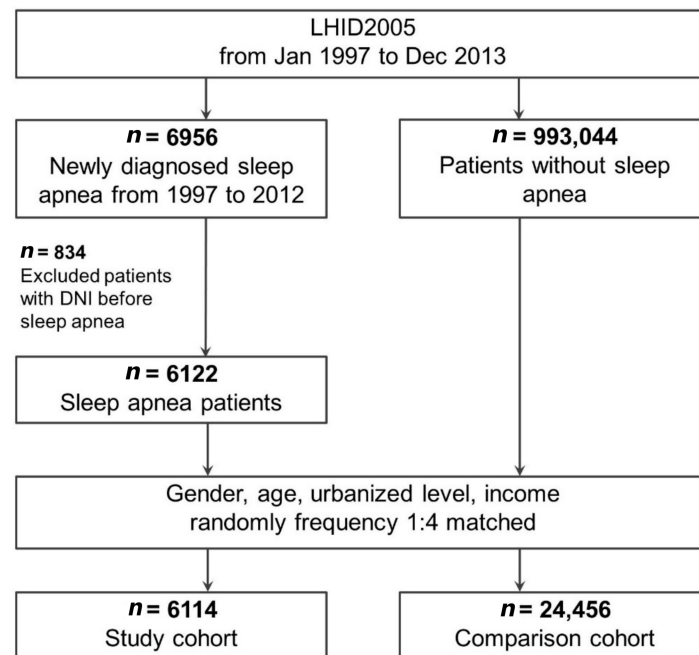 LHID2005
from Jan 1997 to Dec 2013
n = 6956
Newly diagnosed sleep
apnea from 1997 to 2012
n = 993,044
Patients without sleep
apnea
n = 834
Excluded patients
with DNI before
sleep apnea
n = 6122
Sleep apnea patients
Gender, age, urbanized level, income
randomly frequency 1:4 matched
n = 6114
Study cohort
n = 24,456
Comparison cohort